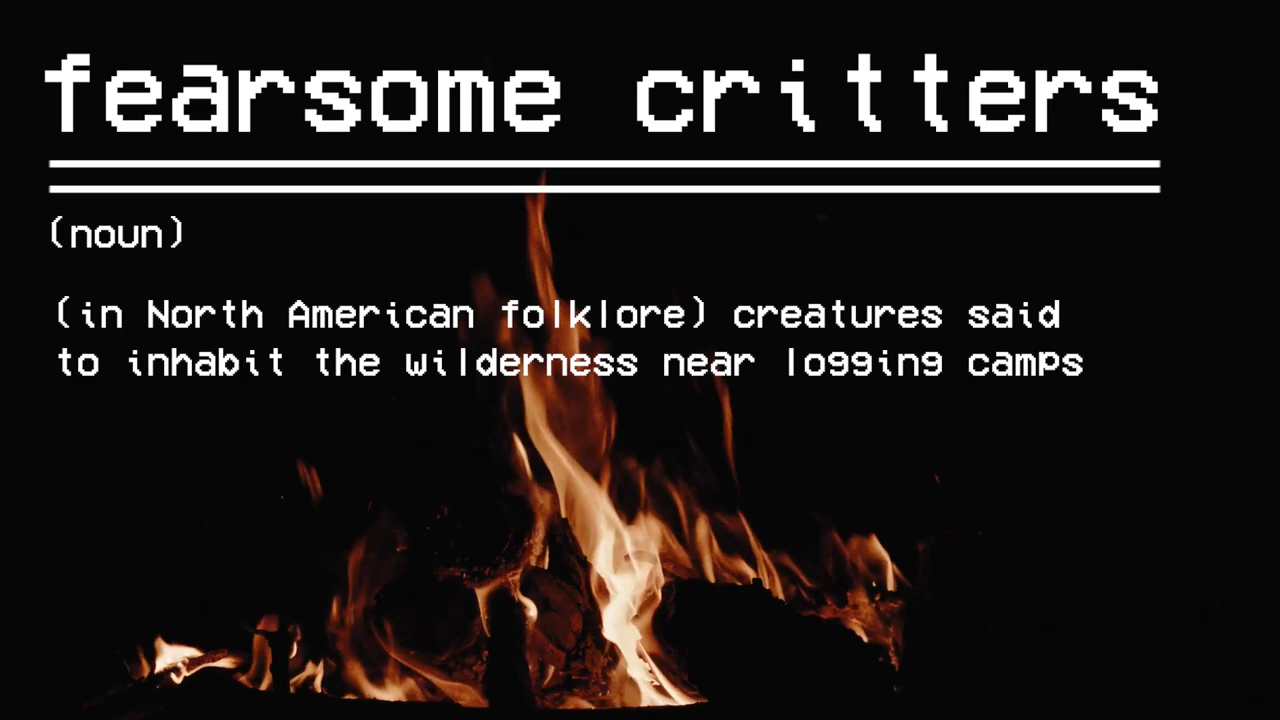 fearsome critters
(noun)
(in North American folklore) creatures said
to inhabit the wilderness near logging camps